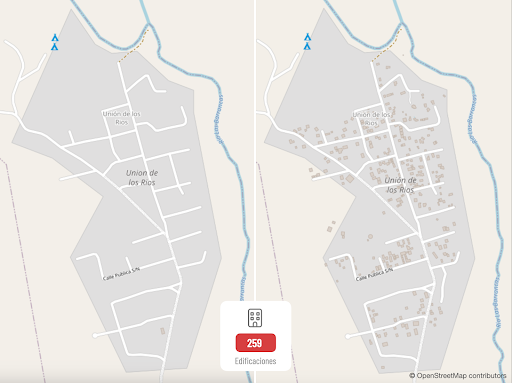 Union de los
Rios
Union de
los Rios
Calle Publica S/N
Longaronzos
Union de los
Rios
Union de
los Rios
Calle Publica S/N
259
Edificaciones
© OpenStreetMap contributors